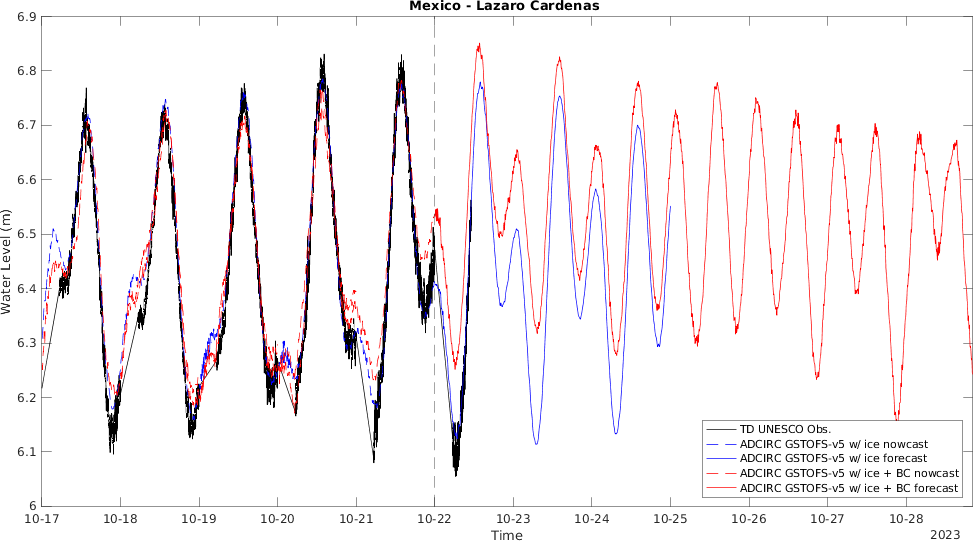 Mexico - Lazaro Cardenas
Water Level (m)
6.9
6.8
6.7
6.6
6.5
6.4
6.3
6.2
6.1
6
TD UNESCO Obs.
ADCIRC GSTOFS-v5 w/ ice nowcast
ADCIRC GSTOFS-v5 w/ ice forecast
ADCIRC GSTOFS-v5 w/ ice + BC nowcast
ADCIRC GSTOFS-v5 w/ ice + BC forecast
10-17 10-18 10-19 10-20 10-21 10-22 10-23 10-24 10-25 10-26 10-27 10-28
Time
2023